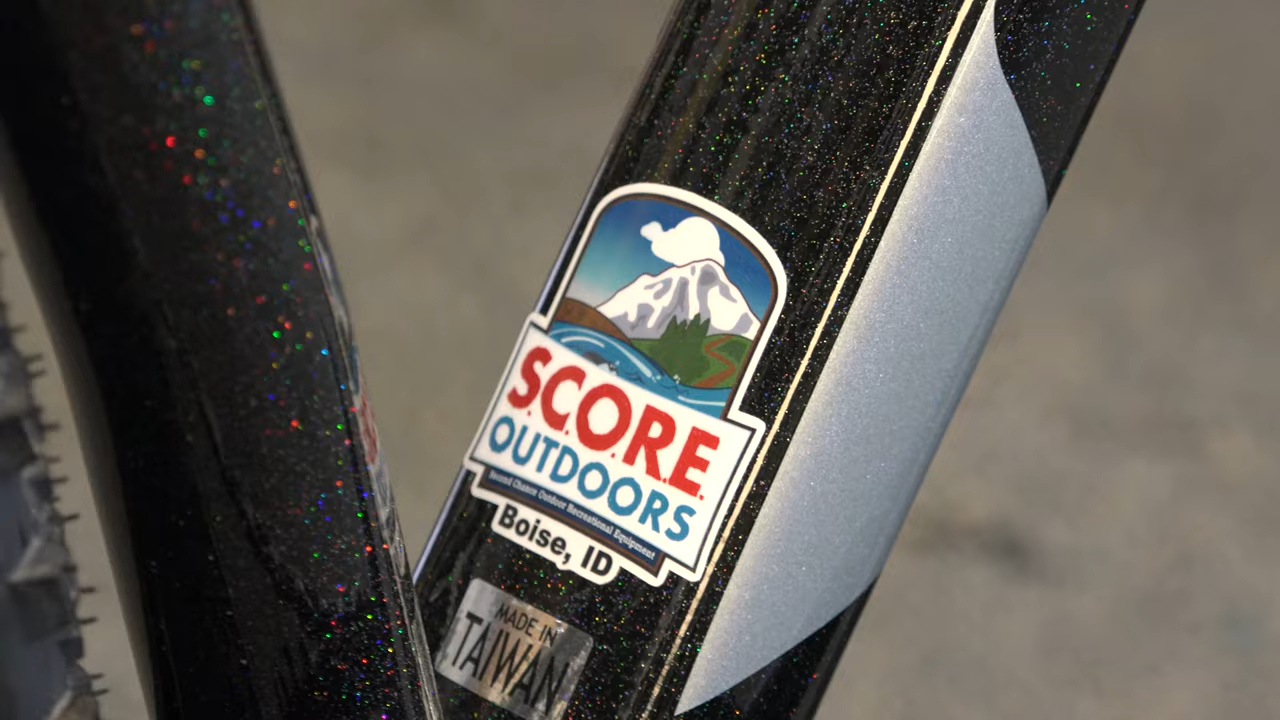 S.C.O.R.E.
OUTDOORS
Second Chance Outdoor Recreational Equipment
Boise, ID
MADE IN
TAIWAN